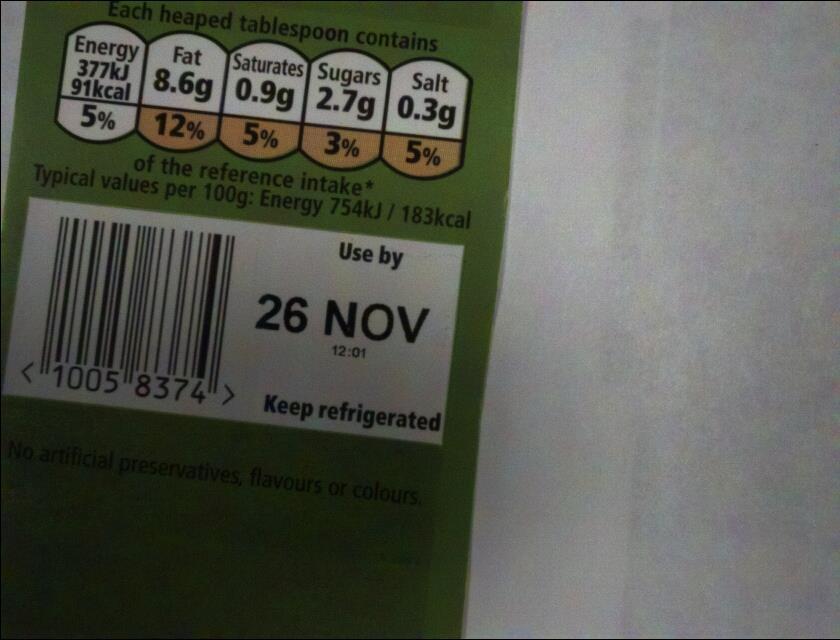 Each heaped tablespoon contains
Energy
377kJ
91kcal
5%
Fat
8.6g
12%
Saturates
0.9g
5%
Sugars
2.7g
3%
Salt
0.3g
5%
of the reference intake*
Typical values per 100g: Energy 754kJ / 183kcal
Use by
26 NOV
12:01
< 1005 8374 >
Keep refrigerated
No artificial preservatives, flavours or colours.